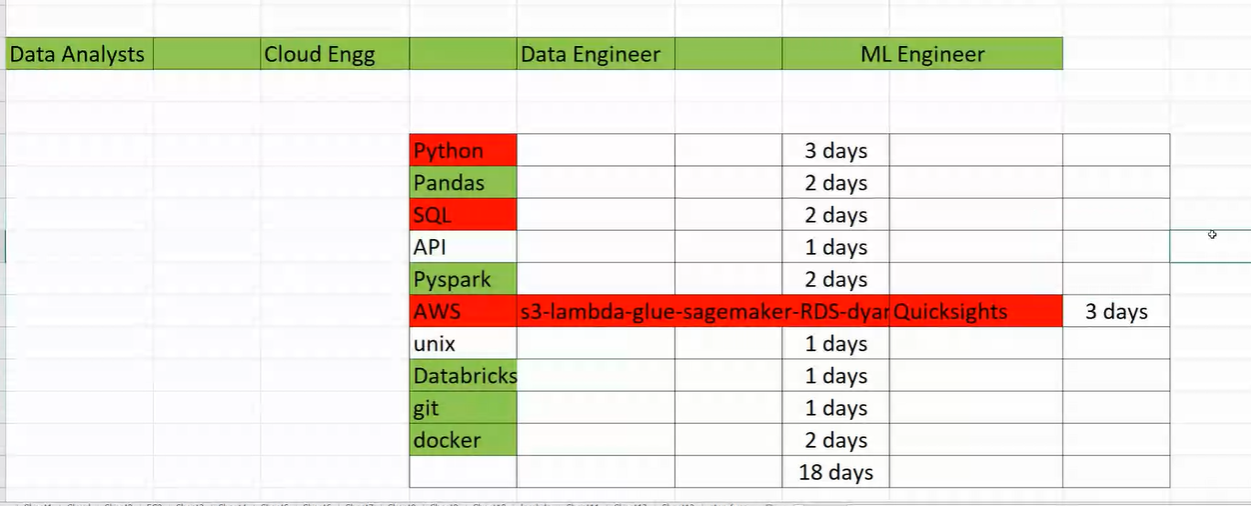 Data Analysts Cloud Engg Data Engineer ML Engineer
Python 3 days
Pandas 2 days
SQL 2 days
API 1 days
Pyspark 2 days
AWS s3-lambda-glue-sagemaker-RDS-dyar Quicksights 3 days
unix 1 days
Databricks 1 days
git 1 days
docker 2 days
18 days